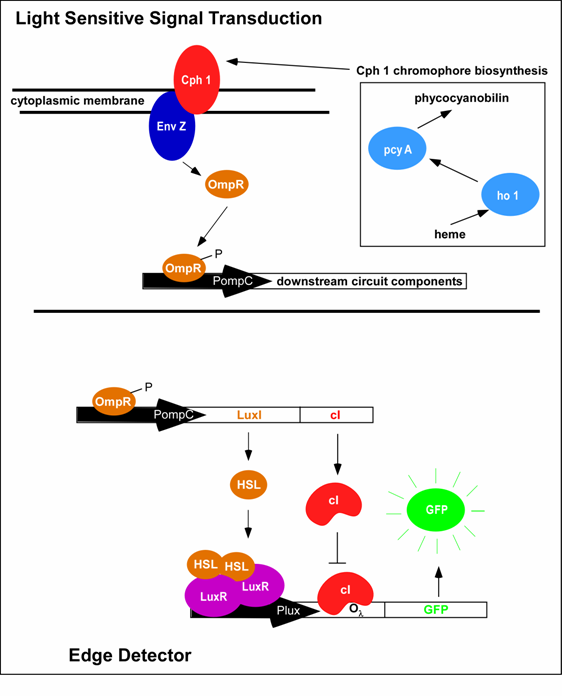 Light Sensitive Signal Transduction
Cph 1
Cph 1 chromophore biosynthesis
cytoplasmic membrane
phycocyanobilin
Env Z
pcy A
OmpR
ho 1
heme
P
OmpR
PompC
downstream circuit components
P
OmpR
PompC
LuxI
cI
HSL
cI
GFP
HSL
HSL
LuxR
LuxR
cI
Plux
Oλ
GFP
Edge Detector